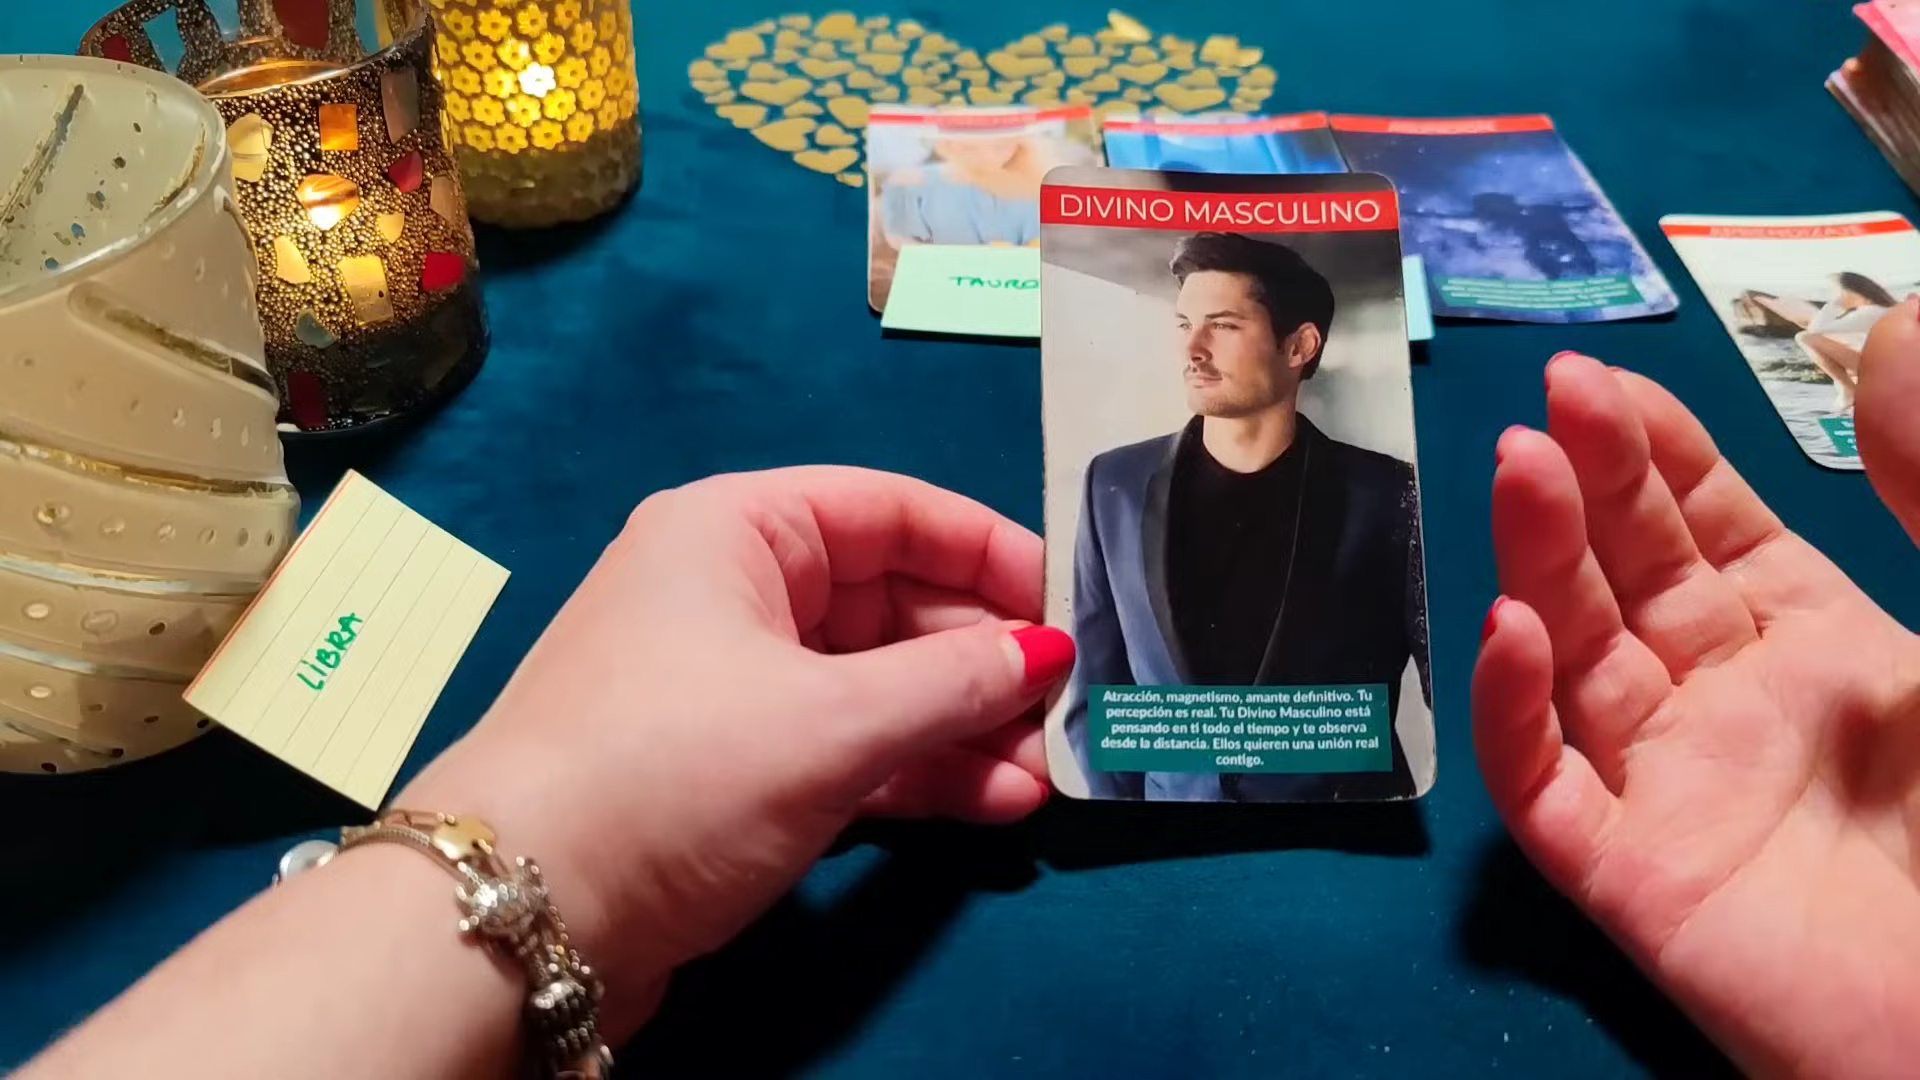 DIVINO MASCULINO
Atracción, magnetismo, amante definitivo. Tu
percepción es real. Tu Divino Masculino está
pensando en ti todo el tiempo y te observa
desde la distancia. Ellos quieren una unión real
contigo.
TAURO
APRENDIZAJE
LIBRA